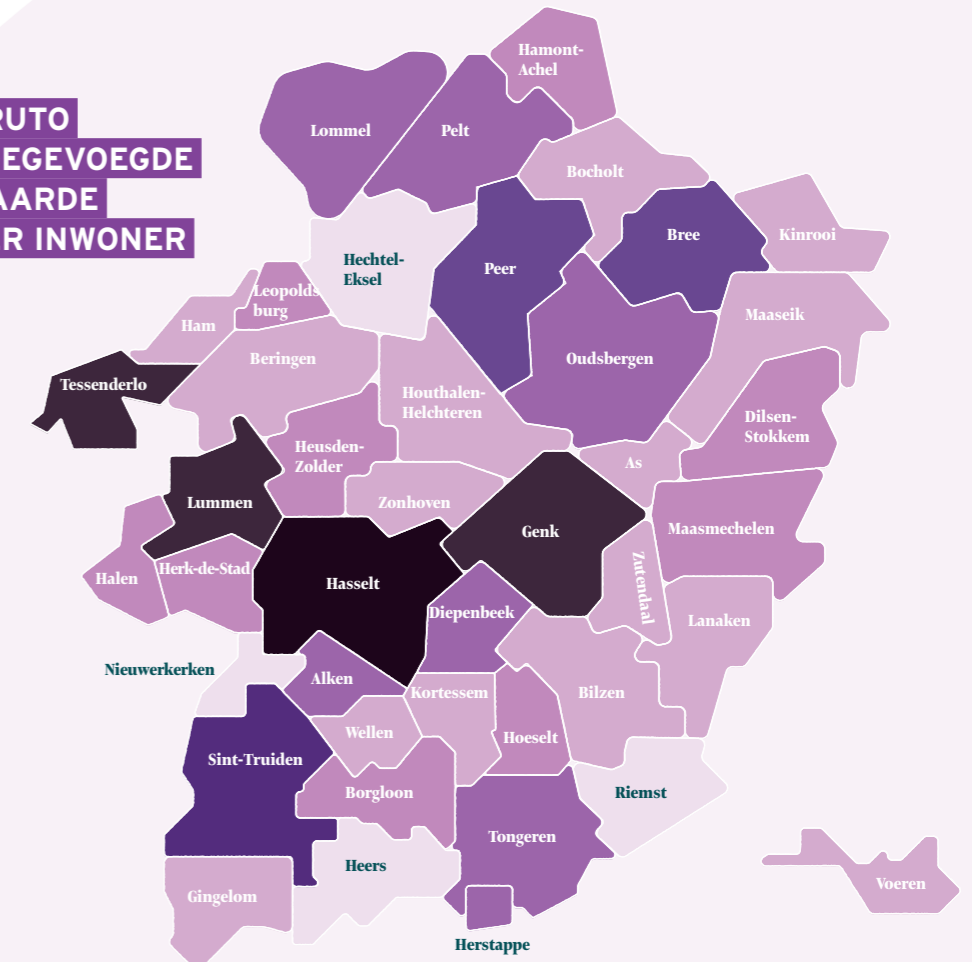 RUTO
EGEVOEGDE
AARDE
R INWONER
Hamont-
Achel
Lommel
Pelt
Bocholt
Bree
Kinrooi
Hechtel-
Eksel
Peer
Leopolds
burg
Ham
Maaseik
Beringen
Oudsbergen
Tessenderlo
Houthalen-
Helchteren
Dilsen-
Stokkem
Heusden-
Zolder
As
Lummen
Zonhoven
Genk
Maasmechelen
Halen
Herk-de-Stad
Hasselt
Zutendaal
Diepenbeek
Lanaken
Nieuwerkerken
Alken
Kortessem
Bilzen
Wellen
Hoeselt
Sint-Truiden
Borgloon
Riemst
Tongeren
Heers
Gingelom
Voeren
Herstappe